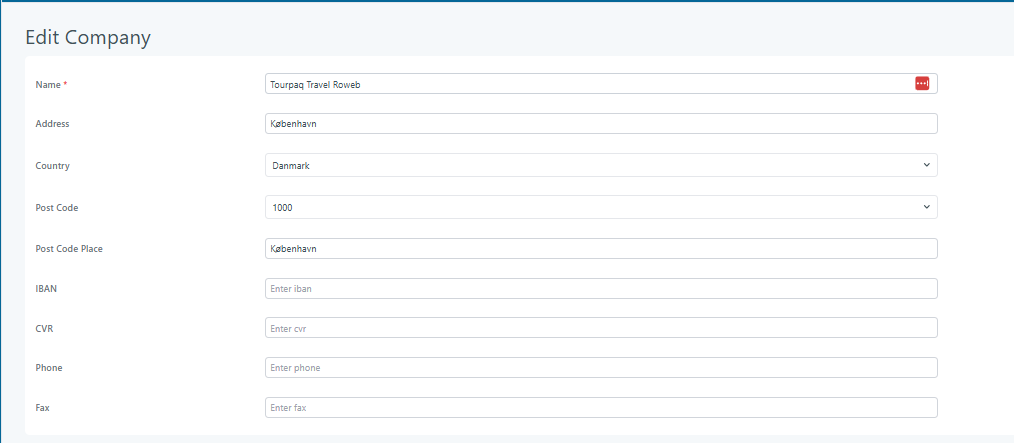 Edit Company
Name * Tourpaq Travel Roweb
Address København
Country Danmark
Post Code 1000
Post Code Place København
IBAN Enter iban
CVR Enter cvr
Phone Enter phone
Fax Enter fax